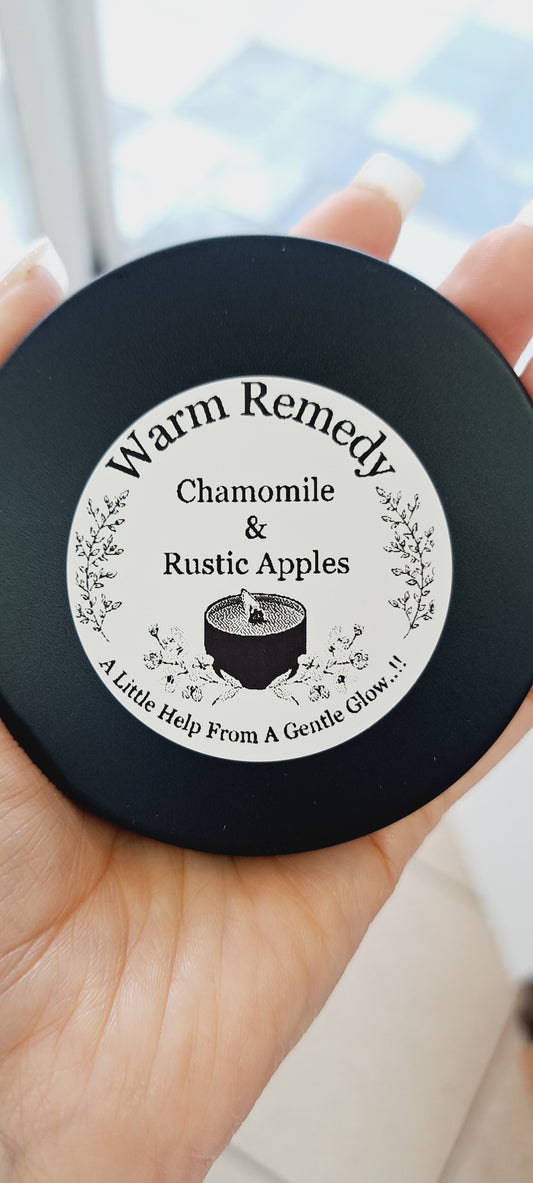 Warm Remedy
Chamomile
&
Rustic Apples
A Little Help From A Gentle Glow..!!